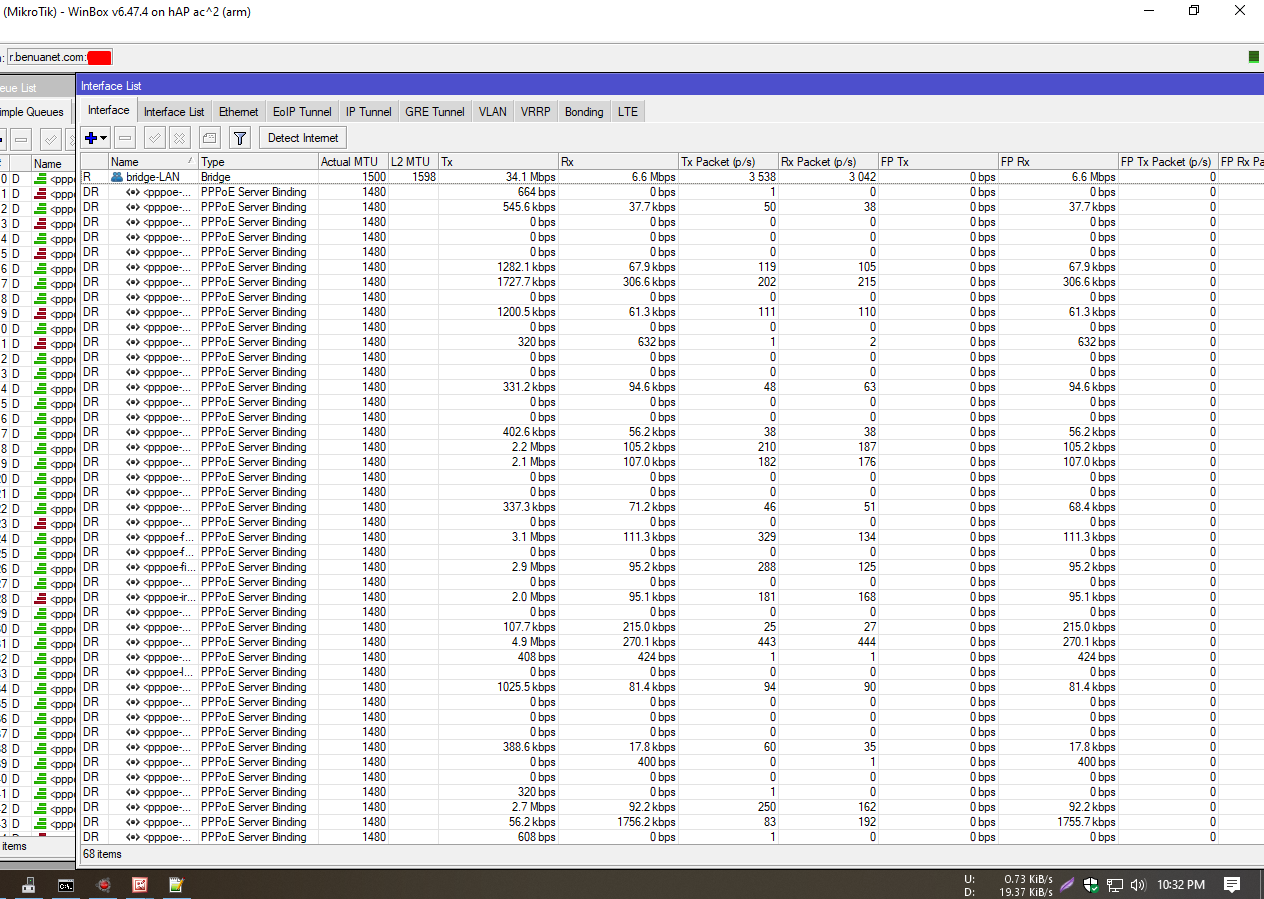 (MikroTik) - WinBox v6.47.4 on hAP ac^2 (arm)
r.benuanet.com:
eue List
Interface List
imple Queues
Interface Interface List Ethernet EoIP Tunnel IP Tunnel GRE Tunnel VLAN VRRP Bonding LTE
Detect Internet
Name
Name Type Actual MTU L2 MTU Tx Rx Tx Packet (p/s) Rx Packet (p/s) FP Tx FP Rx FP Tx Packet (p/s) FP Rx Pa
R bridge-LAN Bridge 1500 1598 34.1 Mbps 6.6 Mbps 3 538 3 042 0 bps 6.6 Mbps 0
DR <pppoe-... PPPoE Server Binding 1480 664 bps 0 bps 1 0 0 bps 0 bps 0
DR <pppoe-... PPPoE Server Binding 1480 545.6 kbps 37.7 kbps 50 38 0 bps 37.7 kbps 0
DR <pppoe-... PPPoE Server Binding 1480 0 bps 0 bps 0 0 0 bps 0 bps 0
DR <pppoe-... PPPoE Server Binding 1480 0 bps 0 bps 0 0 0 bps 0 bps 0
DR <pppoe-... PPPoE Server Binding 1480 0 bps 0 bps 0 0 0 bps 0 bps 0
DR <pppoe-... PPPoE Server Binding 1480 1282.1 kbps 67.9 kbps 119 105 0 bps 67.9 kbps 0
DR <pppoe-... PPPoE Server Binding 1480 1727.7 kbps 306.6 kbps 202 215 0 bps 306.6 kbps 0
DR <pppoe-... PPPoE Server Binding 1480 0 bps 0 bps 0 0 0 bps 0 bps 0
DR <pppoe-... PPPoE Server Binding 1480 1200.5 kbps 61.3 kbps 111 110 0 bps 61.3 kbps 0
DR <pppoe-... PPPoE Server Binding 1480 0 bps 0 bps 0 0 0 bps 0 bps 0
DR <pppoe-... PPPoE Server Binding 1480 320 bps 632 bps 1 2 0 bps 632 bps 0
DR <pppoe-... PPPoE Server Binding 1480 0 bps 0 bps 0 0 0 bps 0 bps 0
DR <pppoe-... PPPoE Server Binding 1480 0 bps 0 bps 0 0 0 bps 0 bps 0
DR <pppoe-... PPPoE Server Binding 1480 331.2 kbps 94.6 kbps 48 63 0 bps 94.6 kbps 0
DR <pppoe-... PPPoE Server Binding 1480 0 bps 0 bps 0 0 0 bps 0 bps 0
DR <pppoe-... PPPoE Server Binding 1480 0 bps 0 bps 0 0 0 bps 0 bps 0
DR <pppoe-... PPPoE Server Binding 1480 402.6 kbps 56.2 kbps 38 38 0 bps 56.2 kbps 0
DR <pppoe-... PPPoE Server Binding 1480 2.2 Mbps 105.2 kbps 210 187 0 bps 105.2 kbps 0
DR <pppoe-... PPPoE Server Binding 1480 2.1 Mbps 107.0 kbps 182 176 0 bps 107.0 kbps 0
DR <pppoe-... PPPoE Server Binding 1480 0 bps 0 bps 0 0 0 bps 0 bps 0
DR <pppoe-... PPPoE Server Binding 1480 0 bps 0 bps 0 0 0 bps 0 bps 0
DR <pppoe-... PPPoE Server Binding 1480 337.3 kbps 71.2 kbps 46 51 0 bps 68.4 kbps 0
DR <pppoe-... PPPoE Server Binding 1480 0 bps 0 bps 0 0 0 bps 0 bps 0
DR <pppoe-f... PPPoE Server Binding 1480 3.1 Mbps 111.3 kbps 329 134 0 bps 111.3 kbps 0
DR <pppoe-f... PPPoE Server Binding 1480 0 bps 0 bps 0 0 0 bps 0 bps 0
DR <pppoe-fi... PPPoE Server Binding 1480 2.9 Mbps 95.2 kbps 288 125 0 bps 95.2 kbps 0
DR <pppoe-... PPPoE Server Binding 1480 0 bps 0 bps 0 0 0 bps 0 bps 0
DR <pppoe-ir... PPPoE Server Binding 1480 2.0 Mbps 95.1 kbps 181 168 0 bps 95.1 kbps 0
DR <pppoe-... PPPoE Server Binding 1480 0 bps 0 bps 0 0 0 bps 0 bps 0
DR <pppoe-... PPPoE Server Binding 1480 107.7 kbps 215.0 kbps 25 27 0 bps 215.0 kbps 0
DR <pppoe-... PPPoE Server Binding 1480 4.9 Mbps 270.1 kbps 443 444 0 bps 270.1 kbps 0
DR <pppoe-... PPPoE Server Binding 1480 408 bps 424 bps 1 1 0 bps 424 bps 0
DR <pppoe-l... PPPoE Server Binding 1480 0 bps 0 bps 0 0 0 bps 0 bps 0
DR <pppoe-... PPPoE Server Binding 1480 1025.5 kbps 81.4 kbps 94 90 0 bps 81.4 kbps 0
DR <pppoe-... PPPoE Server Binding 1480 0 bps 0 bps 0 0 0 bps 0 bps 0
DR <pppoe-... PPPoE Server Binding 1480 0 bps 0 bps 0 0 0 bps 0 bps 0
DR <pppoe-... PPPoE Server Binding 1480 0 bps 0 bps 0 0 0 bps 0 bps 0
DR <pppoe-... PPPoE Server Binding 1480 388.6 kbps 17.8 kbps 60 35 0 bps 17.8 kbps 0
DR <pppoe-... PPPoE Server Binding 1480 0 bps 400 bps 0 1 0 bps 400 bps 0
DR <pppoe-... PPPoE Server Binding 1480 0 bps 0 bps 0 0 0 bps 0 bps 0
DR <pppoe-... PPPoE Server Binding 1480 320 bps 0 bps 1 0 0 bps 0 bps 0
DR <pppoe-... PPPoE Server Binding 1480 2.7 Mbps 92.2 kbps 250 162 0 bps 92.2 kbps 0
DR <pppoe-... PPPoE Server Binding 1480 56.2 kbps 1756.2 kbps 83 192 0 bps 1755.7 kbps 0
DR <pppoe-... PPPoE Server Binding 1480 608 bps 0 bps 1 0 0 bps 0 bps 0
items
68 items
U: 0.73 KiB/s
D: 19.37 KiB/s
10:32 PM